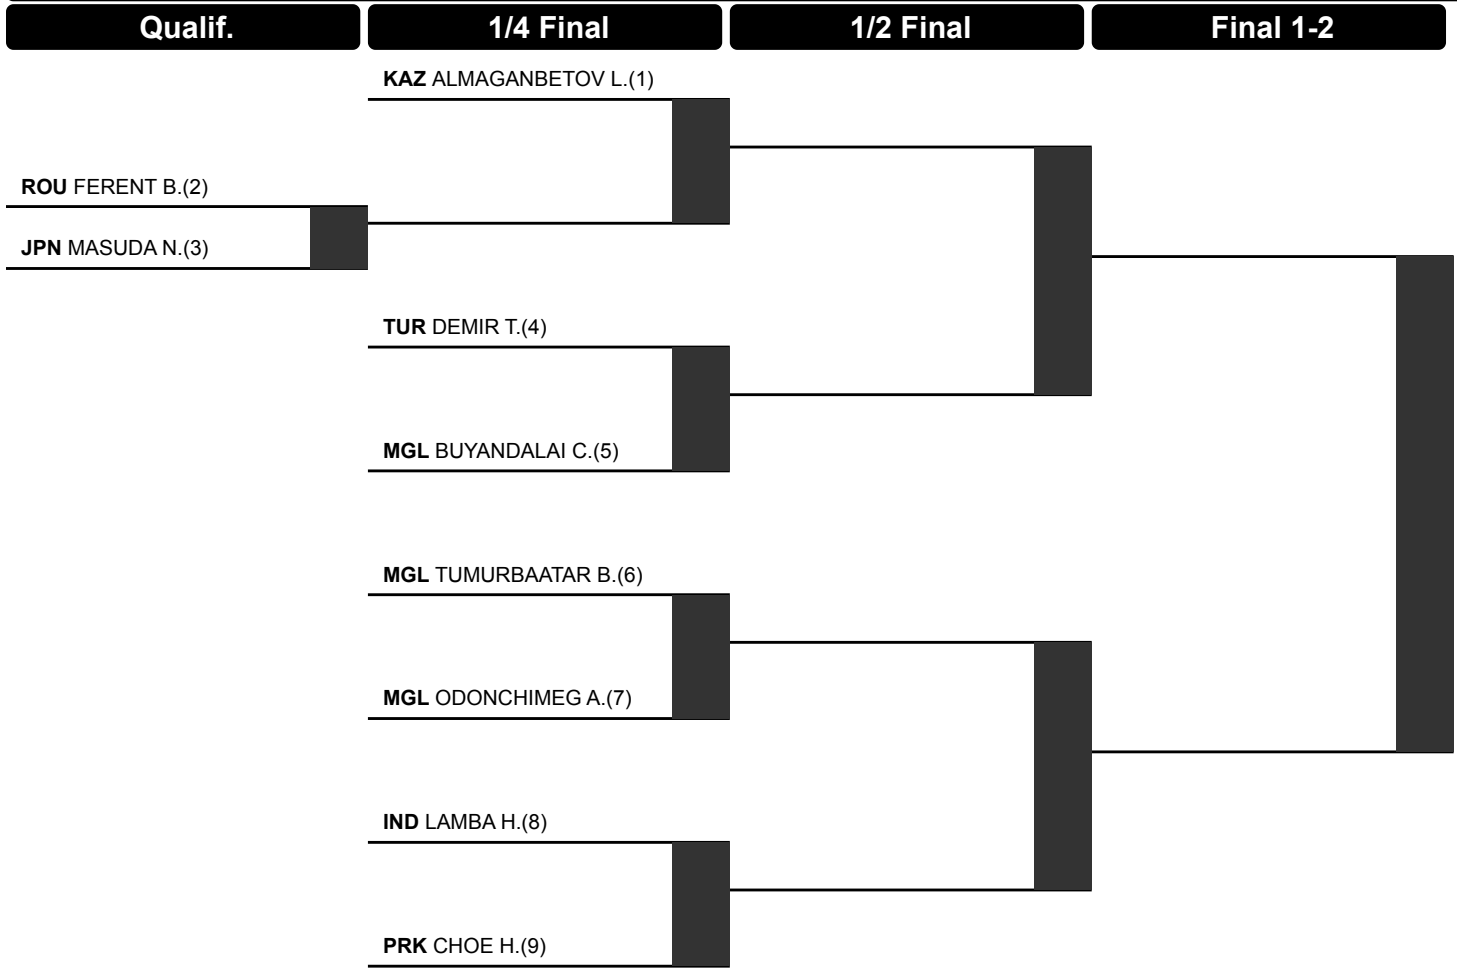 Qualif.
1/4 Final
1/2 Final
Final 1-2
KAZ ALMAGANBETOV L.(1)
ROU FERENT B.(2)
JPN MASUDA N.(3)
TUR DEMIR T.(4)
MGL BUYANDALAI C.(5)
MGL TUMURBAATAR B.(6)
MGL ODONCHIMEG A.(7)
IND LAMBA H.(8)
PRK CHOE H.(9)